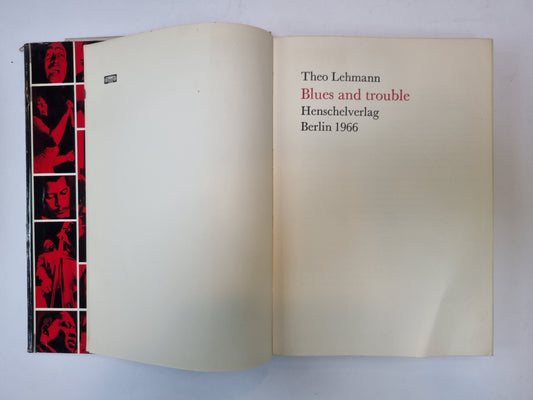 Theo Lehmann
Blues and trouble
Henschelverlag
Berlin 1966